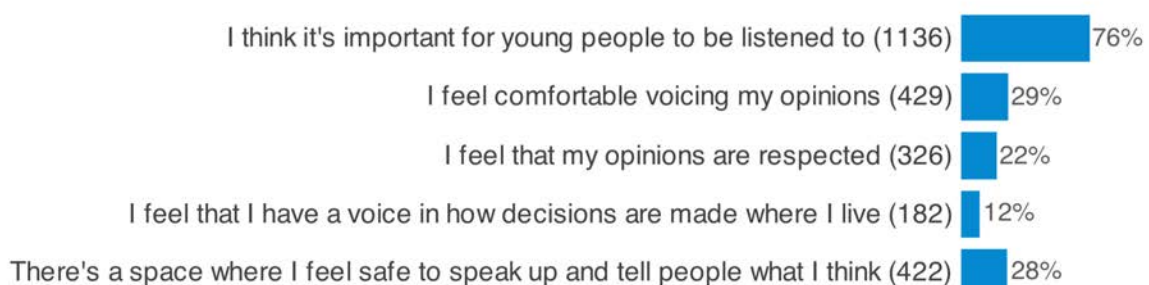 I think it's important for young people to be listened to (1136) 76%
I feel comfortable voicing my opinions (429) 29%
I feel that my opinions are respected (326) 22%
I feel that I have a voice in how decisions are made where I live (182) 12%
There's a space where I feel safe to speak up and tell people what I think (422) 28%